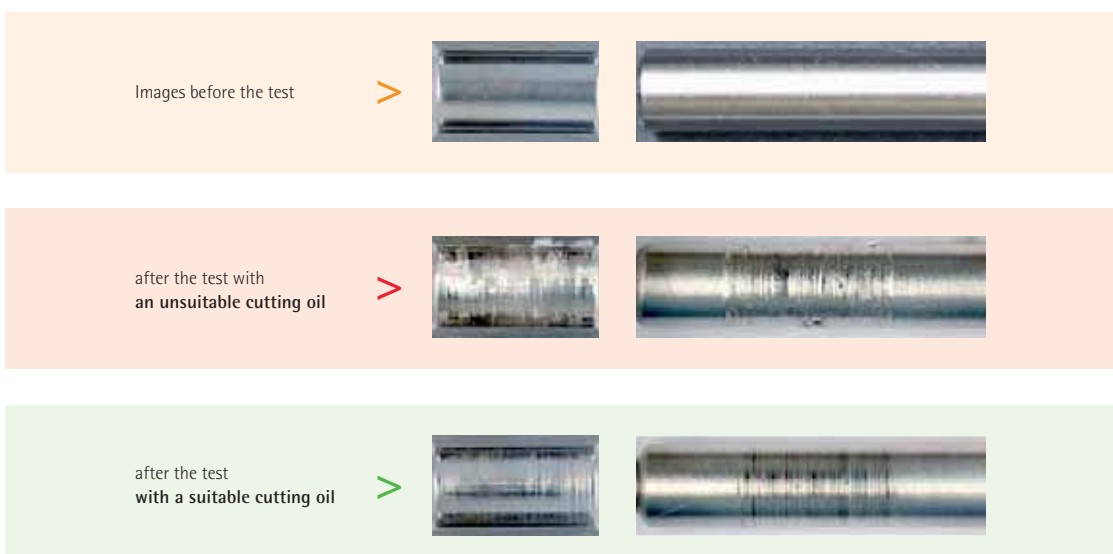 Images before the test
>
after the test with
an unsuitable cutting oil
>
after the test
with a suitable cutting oil
>